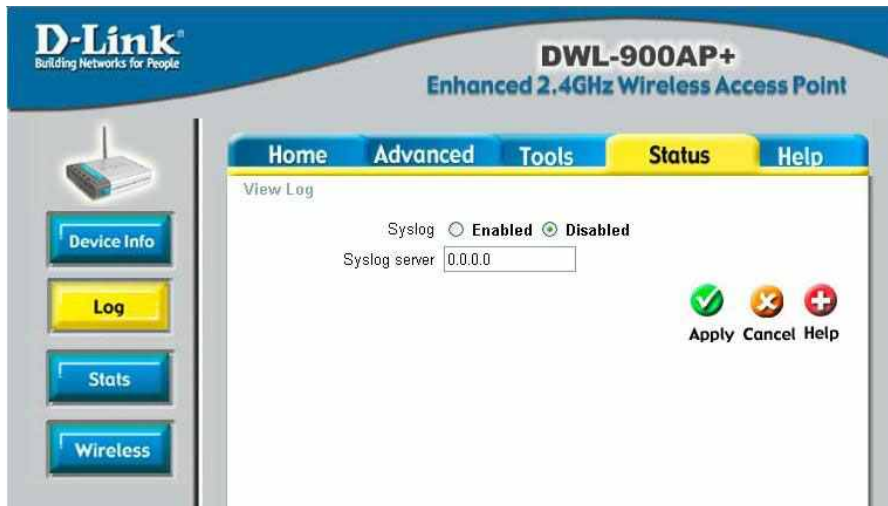 D-Link®
Building Networks for People
DWL-900AP+
Enhanced 2.4GHz Wireless Access Point
Home Advanced Tools Status Help
View Log
Device Info
Log
Stats
Wireless
Syslog Enabled Disabled
Syslog server 0.0.0.0
Apply Cancel Help